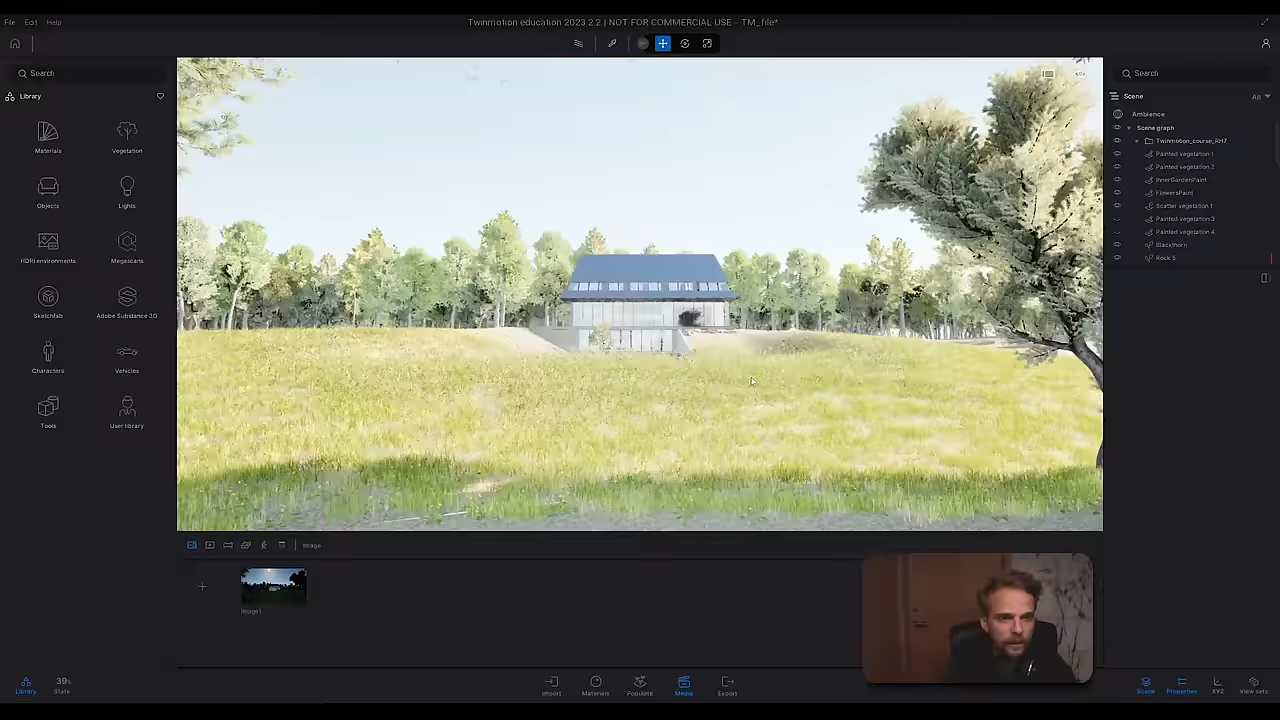 File Edit Help
Twinmotion education 2023 2.2 | NOT FOR COMMERCIAL USE - TM_file*
Search
Library
Materials
Vegetation
Objects
Lights
HDRI environments
Megascans
Sketchfab
Adobe Substance 3D
Characters
Vehicles
Tools
User library
Search
Scene
All
Ambience
Scene graph
Twinmotion_course_RH7
Painted vegetation 1
Painted vegetation 2
InnerGardenPaint
FlowersPaint
Scatter vegetation 1
Painted vegetation 3
Painted vegetation 4
Blackthorn
Rock 5
Image
Image1
Library
39%
Stats
Import
Materials
Populate
Media
Export
Scene
Properties
XYZ
View sets